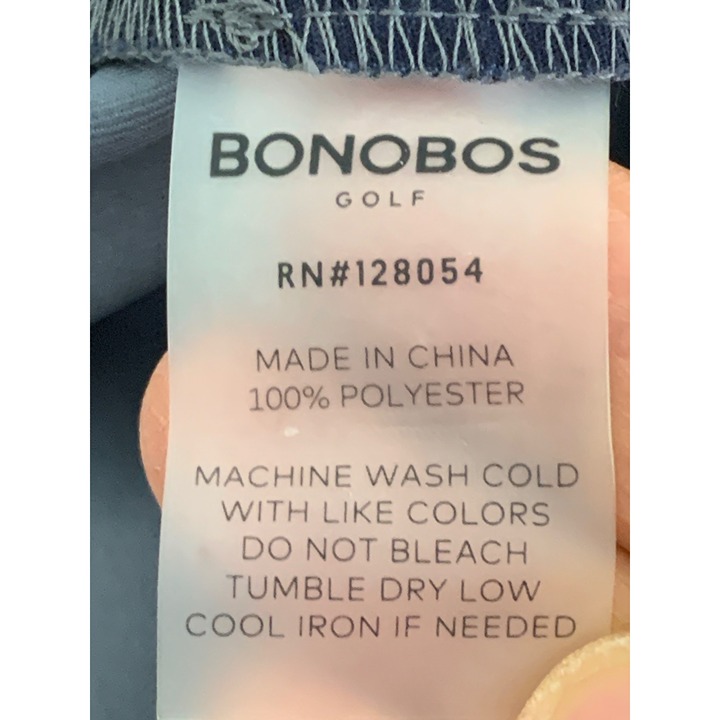 BONOBOS
GOLF
RN#128054
MADE IN CHINA
100% POLYESTER
MACHINE WASH COLD
WITH LIKE COLORS
DO NOT BLEACH
TUMBLE DRY LOW
COOL IRON IF NEEDED